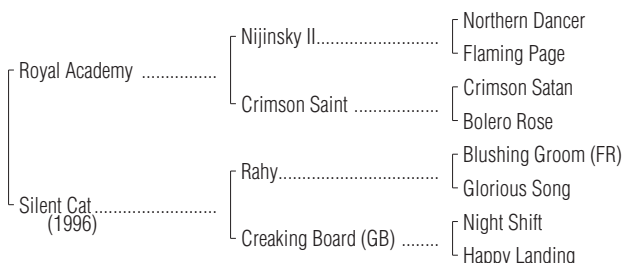 Northern Dancer
Nijinsky II........................
Flaming Page
Royal Academy ...............
Crimson Satan
Crimson Saint .................
Bolero Rose
Blushing Groom (FR)
Rahy................................
Glorious Song
Silent Cat........................
(1996)
Night Shift
Creaking Board (GB) ........
Happy Landing